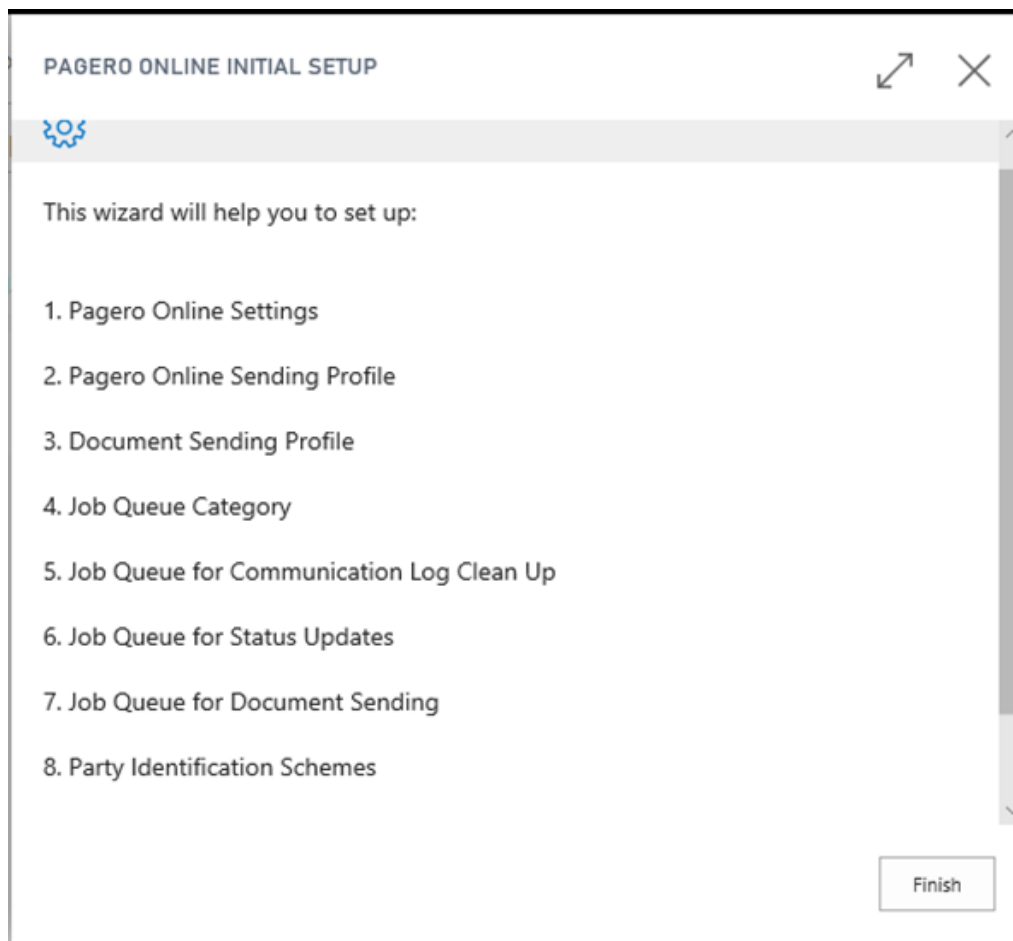 PAGERO ONLINE INITIAL SETUP
This wizard will help you to set up:
1. Pagero Online Settings
2. Pagero Online Sending Profile
3. Document Sending Profile
4. Job Queue Category
5. Job Queue for Communication Log Clean Up
6. Job Queue for Status Updates
7. Job Queue for Document Sending
8. Party Identification Schemes
Finish